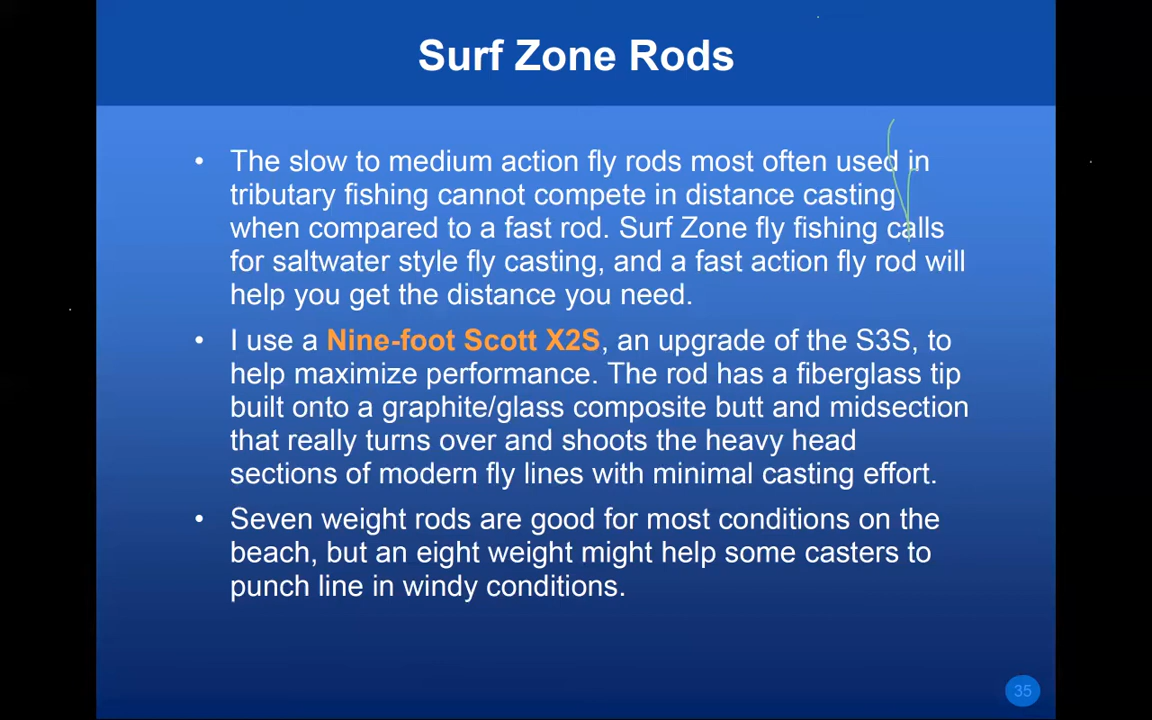 Surf Zone Rods
• The slow to medium action fly rods most often used in
tributary fishing cannot compete in distance casting
when compared to a fast rod. Surf Zone fly fishing calls
for saltwater style fly casting, and a fast action fly rod will
help you get the distance you need.
• I use a Nine-foot Scott X2S, an upgrade of the S3S, to
help maximize performance. The rod has a fiberglass tip
built onto a graphite/glass composite butt and midsection
that really turns over and shoots the heavy head
sections of modern fly lines with minimal casting effort.
• Seven weight rods are good for most conditions on the
beach, but an eight weight might help some casters to
punch line in windy conditions.
35